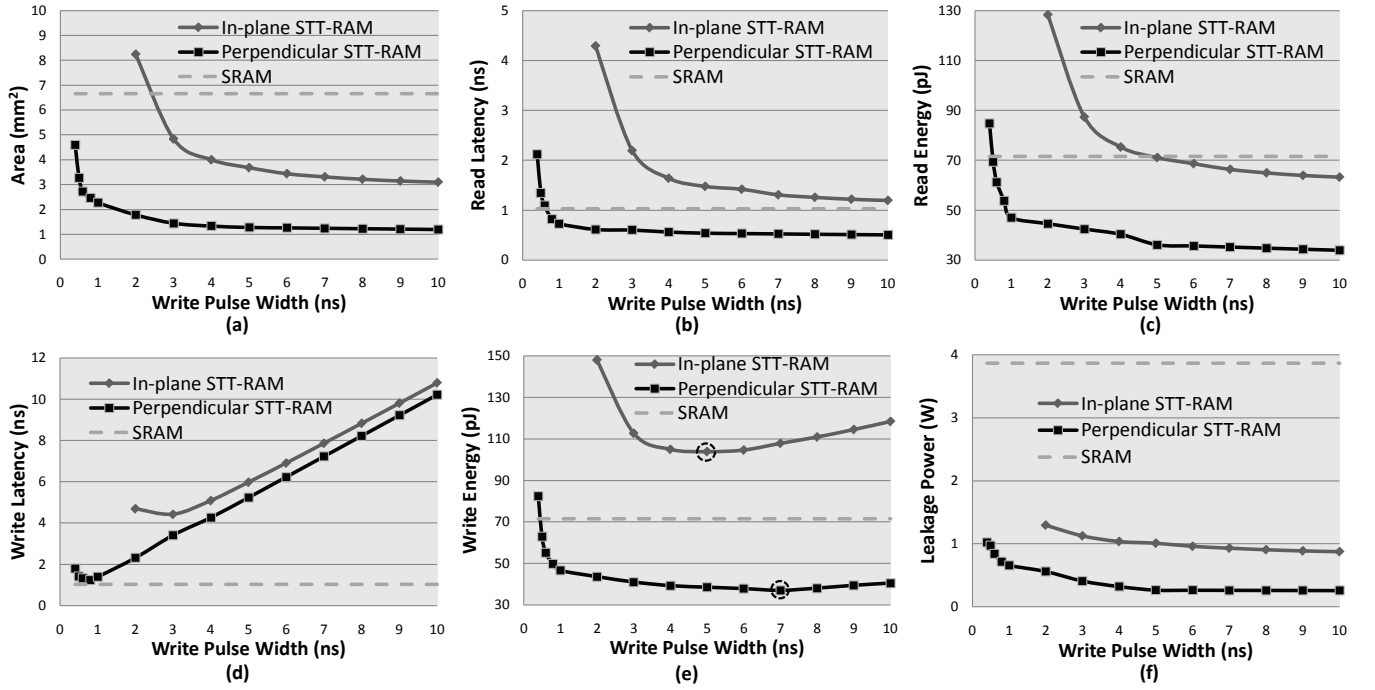 10
9
8
7
6
5
4
3
2
1
0
Area (mm²)
In-plane STT-RAM
Perpendicular STT-RAM
SRAM
0 1 2 3 4 5 6 7 8 9 10
Write Pulse Width (ns)
(a)
5
4
3
2
1
0
Read Latency (ns)
In-plane STT-RAM
Perpendicular STT-RAM
SRAM
0 1 2 3 4 5 6 7 8 9 10
Write Pulse Width (ns)
(b)
130
110
90
70
50
30
Read Energy (pJ)
In-plane STT-RAM
Perpendicular STT-RAM
SRAM
0 1 2 3 4 5 6 7 8 9 10
Write Pulse Width (ns)
(c)
12
10
8
6
4
2
0
Write Latency (ns)
In-plane STT-RAM
Perpendicular STT-RAM
SRAM
0 1 2 3 4 5 6 7 8 9 10
Write Pulse Width (ns)
(d)
150
130
110
90
70
50
30
Write Energy (pJ)
In-plane STT-RAM
Perpendicular STT-RAM
SRAM
0 1 2 3 4 5 6 7 8 9 10
Write Pulse Width (ns)
(e)
4
3
2
1
0
Leakage Power (W)
In-plane STT-RAM
Perpendicular STT-RAM
SRAM
0 1 2 3 4 5 6 7 8 9 10
Write Pulse Width (ns)
(f)